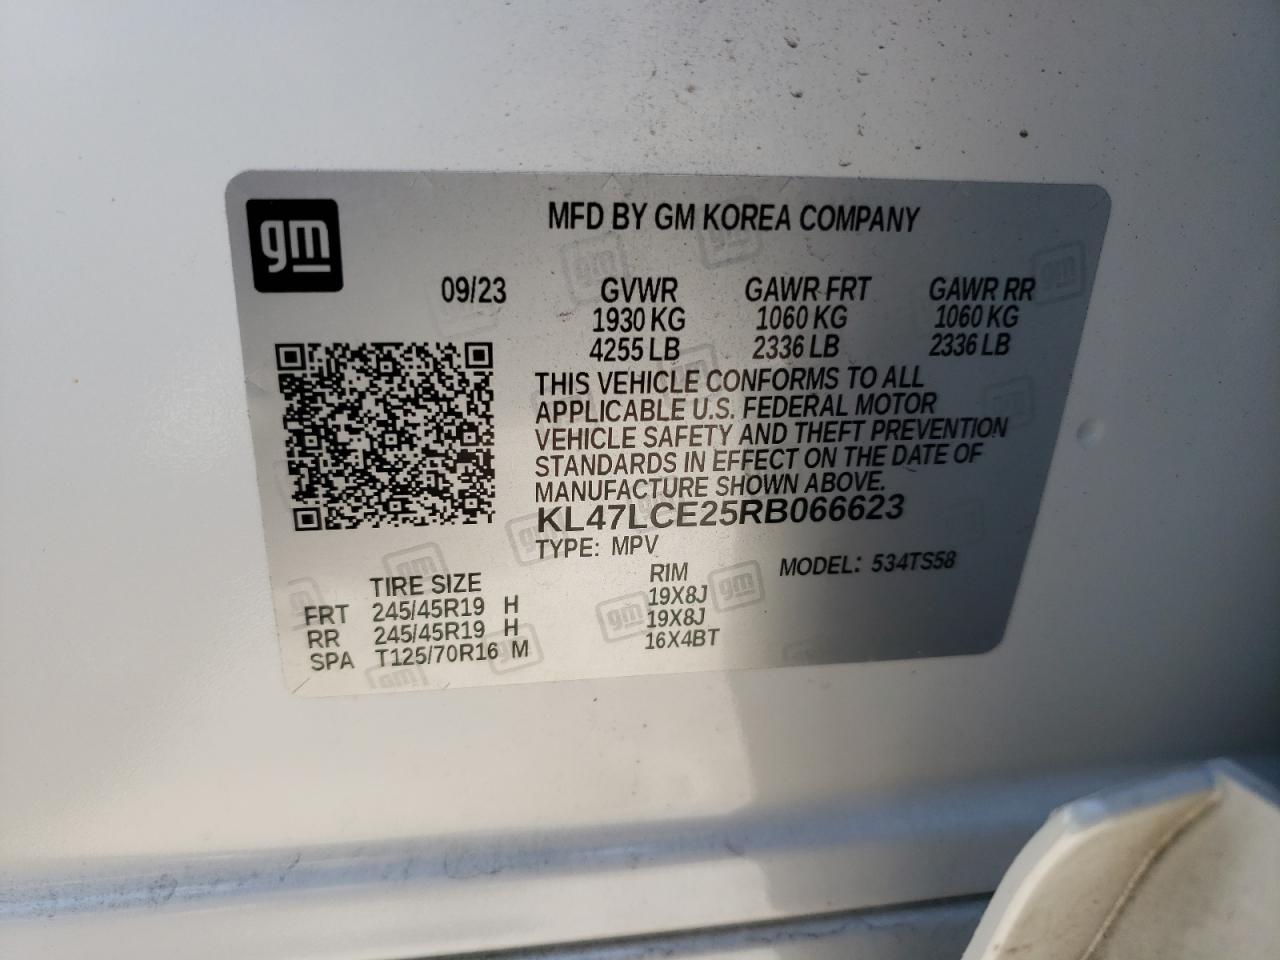 gm
MFD BY GM KOREA COMPANY
09/23 GVWR GAWR FRT GAWR RR
1930 KG 1060 KG 1060 KG
4255 LB 2336 LB 2336 LB
THIS VEHICLE CONFORMS TO ALL
APPLICABLE U.S. FEDERAL MOTOR
VEHICLE SAFETY AND THEFT PREVENTION
STANDARDS IN EFFECT ON THE DATE OF
MANUFACTURE SHOWN ABOVE.
KL47LCE25RB066623
TYPE: MPV MODEL: 534TS58
TIRE SIZE RIM
FRT 245/45R19 H 19X8J
RR 245/45R19 H 19X8J
SPA T125/70R16 M 16X4BT